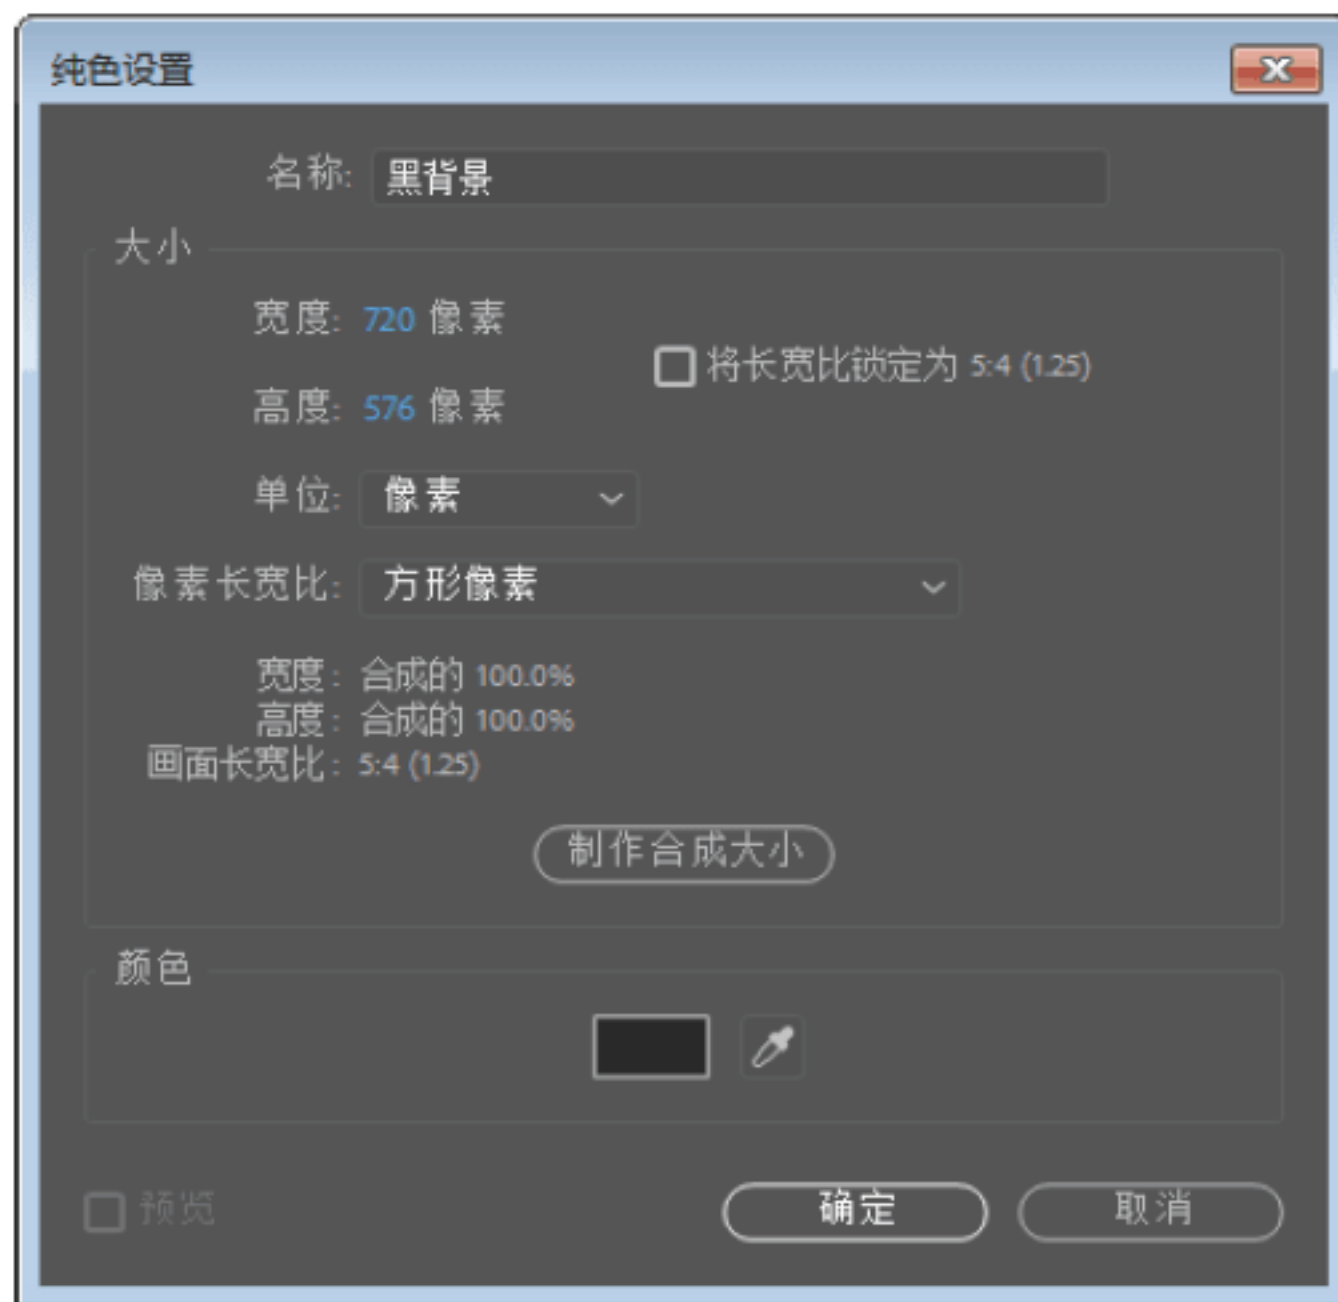 纯色设置
名称: 黑背景
大小
宽度: 720 像素
将长宽比锁定为 5:4 (1.25)
高度: 576 像素
单位: 像素
像素长宽比: 方形像素
宽度: 合成的 100.0%
高度: 合成的 100.0%
画面长宽比: 5:4 (1.25)
制作合成大小
颜色
预览 确定 取消